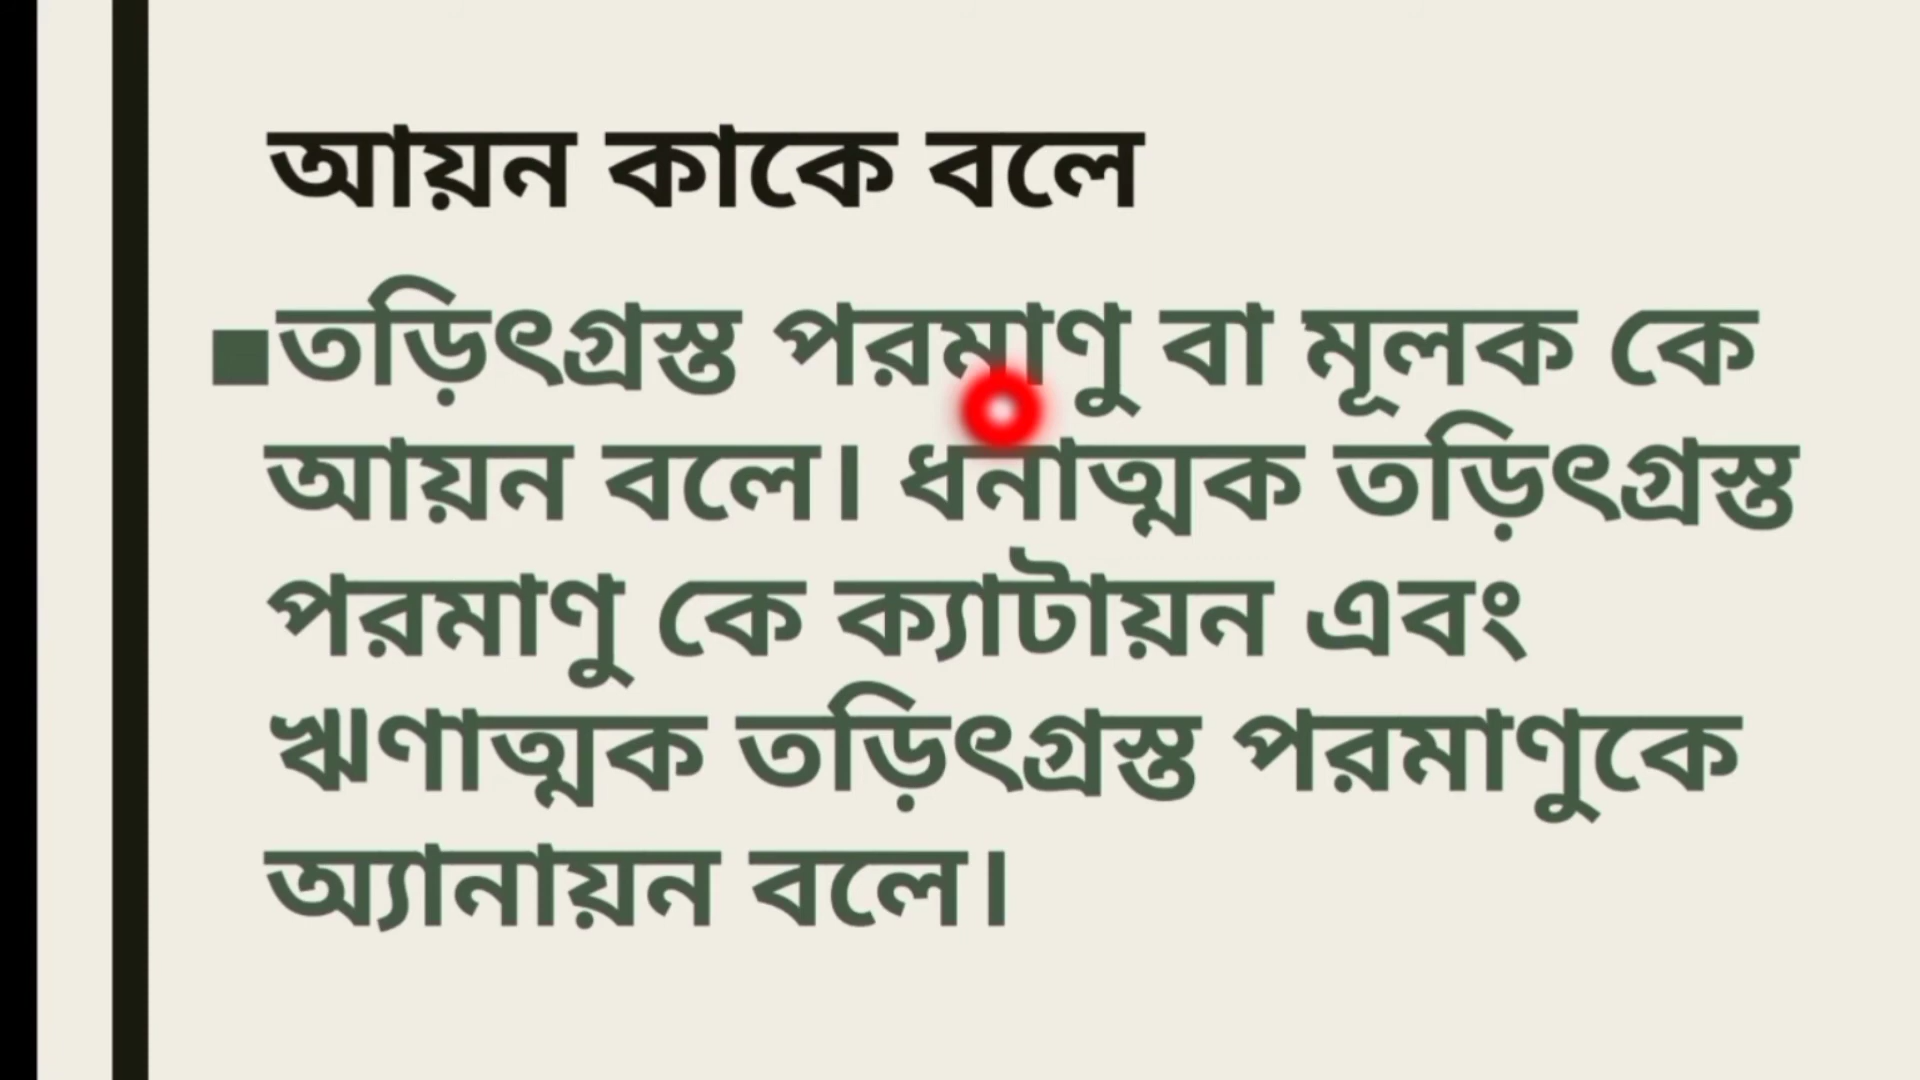 আয়ন কাকে বলে
▪তড়িৎগ্রস্ত পরমাণু বা মূলক কে
আয়ন বলে। ধনাত্মক তড়িৎগ্রস্ত
পরমাণু কে ক্যাটায়ন এবং
ঋণাত্মক তড়িৎগ্রস্ত পরমাণুকে
অ্যানায়ন বলে।